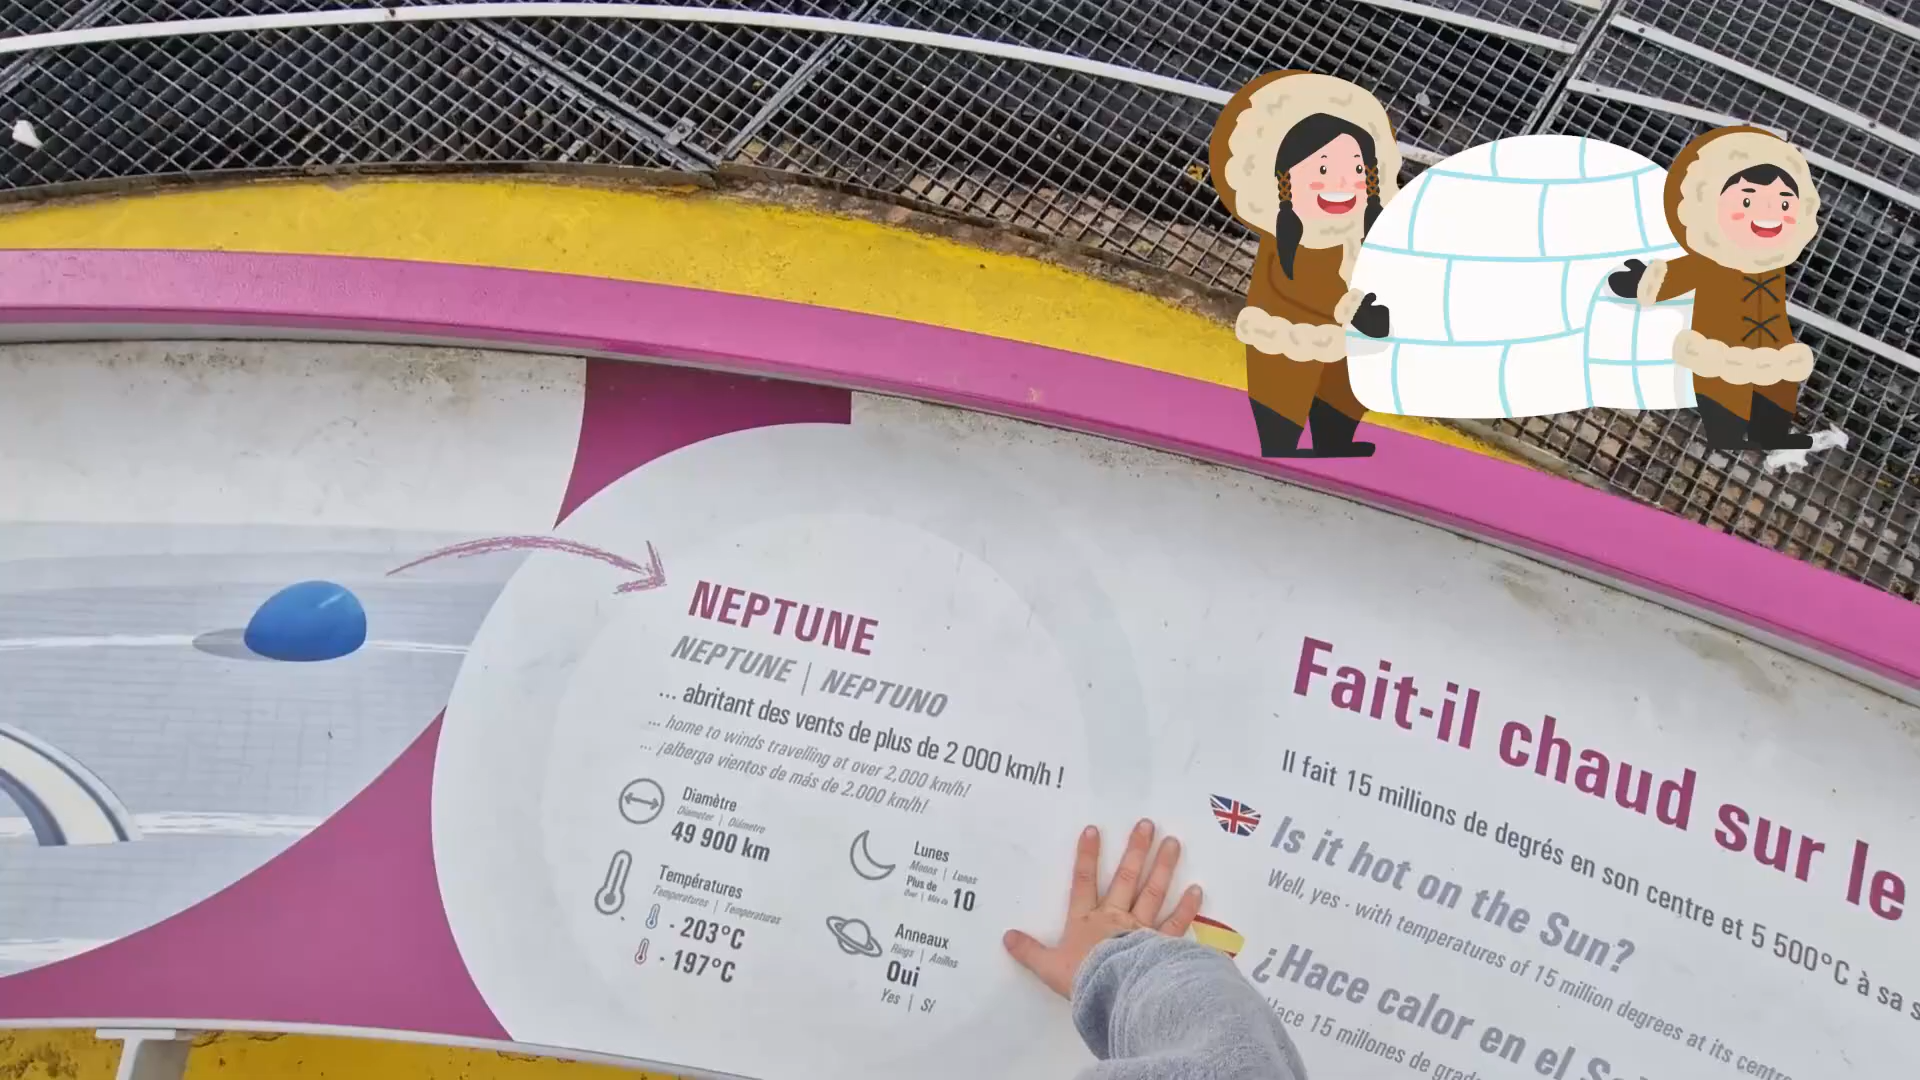 NEPTUNE
NEPTUNE | NEPTUNO
... abritant des vents de plus de 2 000 km/h !
... home to winds travelling at over 2,000 km/h!
... ¡alberga vientos de más de 2.000 km/h!
Diamètre
Diameter | Diámetro
49 900 km
Températures
Temperatures | Temperaturas
- 203°C
- 197°C
Lunes
Moons | Lunas
Plus de
10
Anneaux
Rings | Anillos
Oui
Yes | Sí
Fait-il chaud sur le
Il fait 15 millions de degrés en son centre et 5 500°C à sa
Is it hot on the Sun?
Well, yes - with temperatures of 15 million degrees at its
¿Hace calor en el
15 millones de